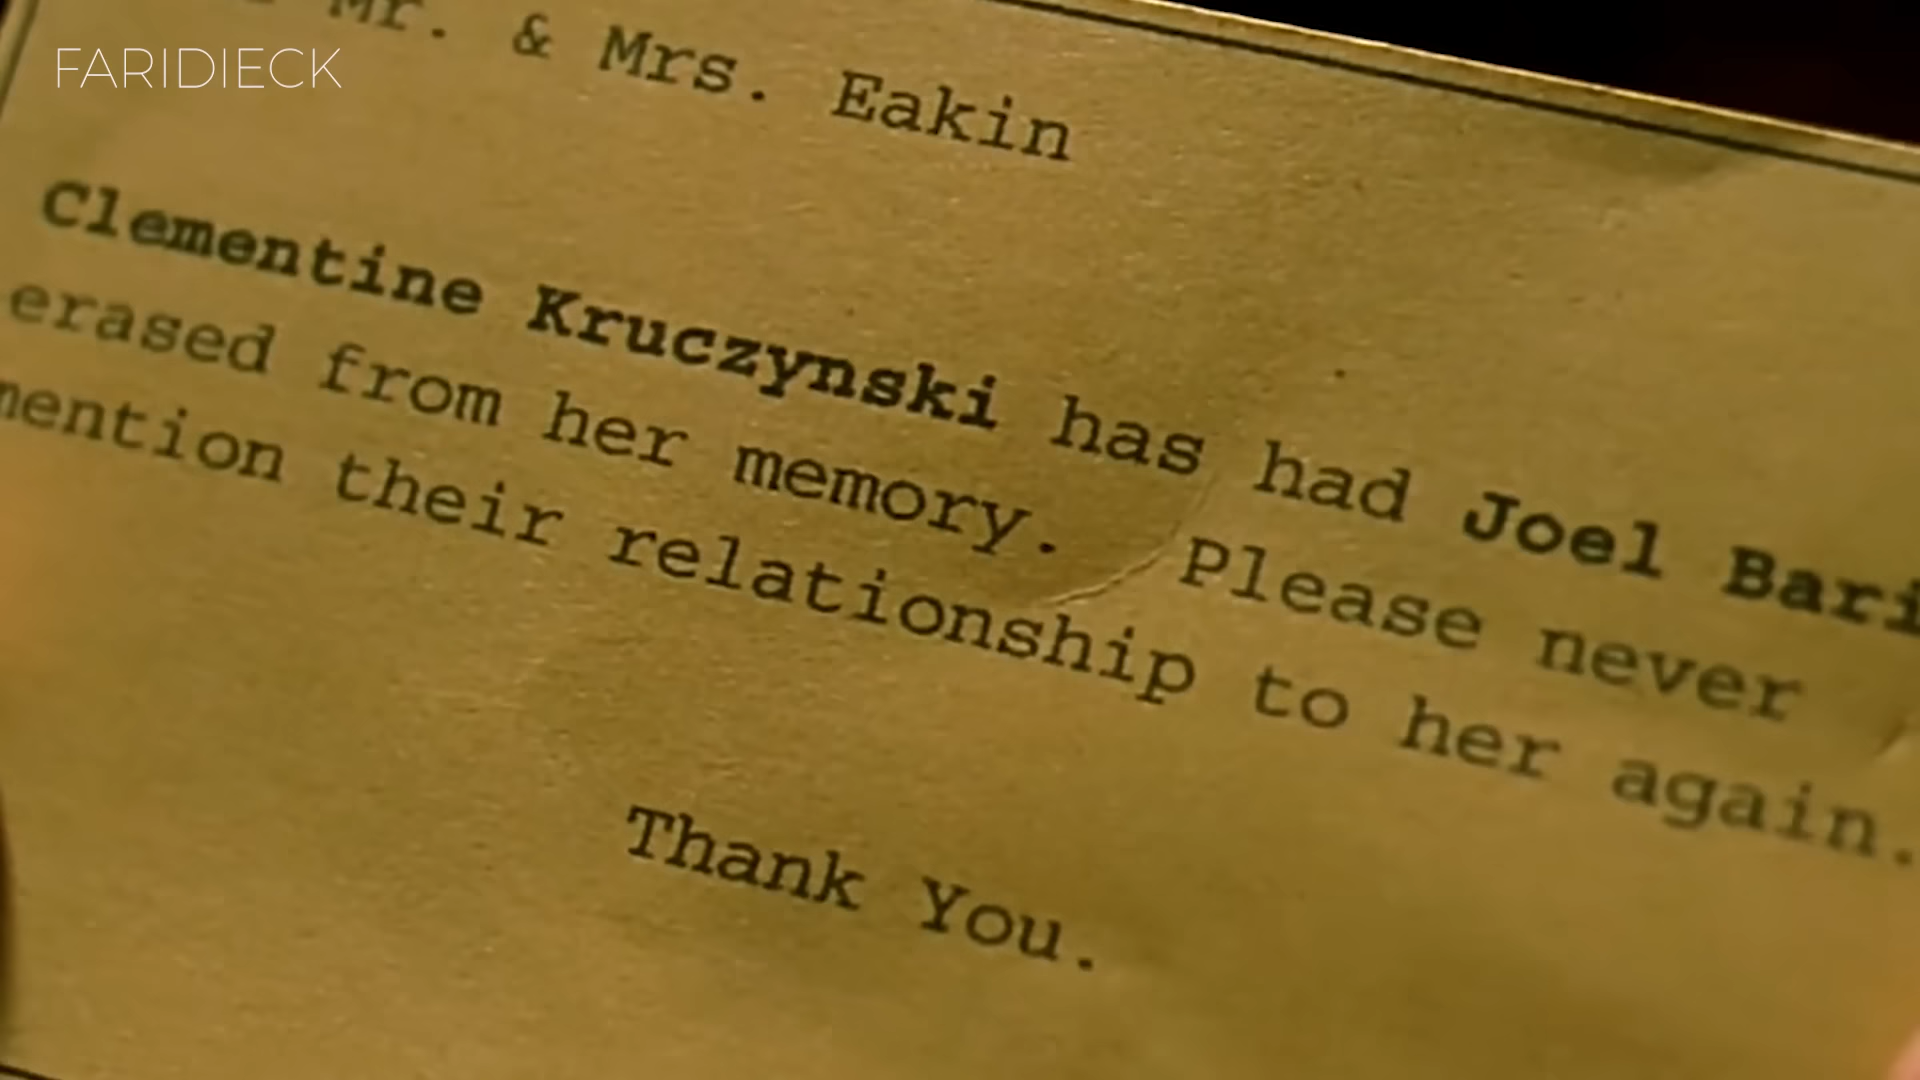 FARIDIECK
Mr. & Mrs. Eakin
Clementine Kruczynski has had Joel Bari
erased from her memory. Please never
mention their relationship to her again.
Thank You.